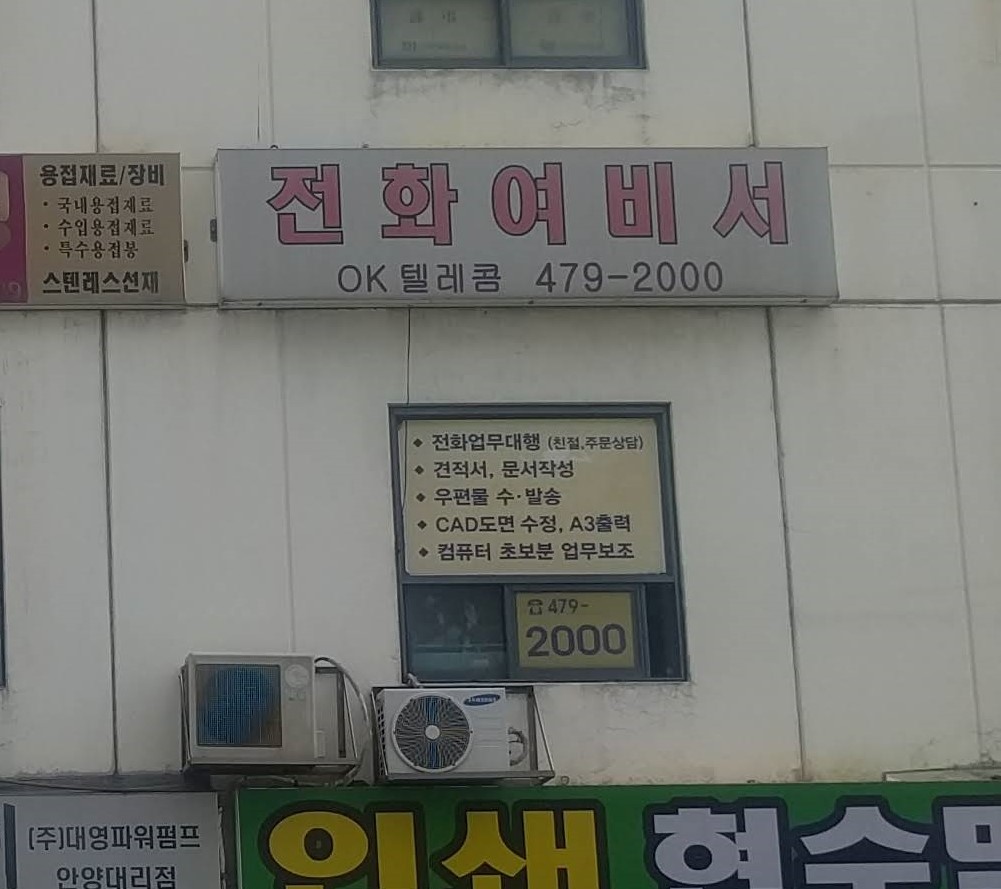 용접재료/장비
· 국내용접재료
· 수입용접재료
· 특수용접봉
스텐레스선재
전화여비서
OK 텔레콤 479-2000
◆ 전화업무대행 (친절,주문상담)
◆ 견적서, 문서작성
◆ 우편물 수·발송
◆ CAD도면 수정, A3출력
◆ 컴퓨터 초보분 업무보조
☎479-
2000
SAMSUNG
(주)대영파워펌프
안양대리점
인쇄 현수막